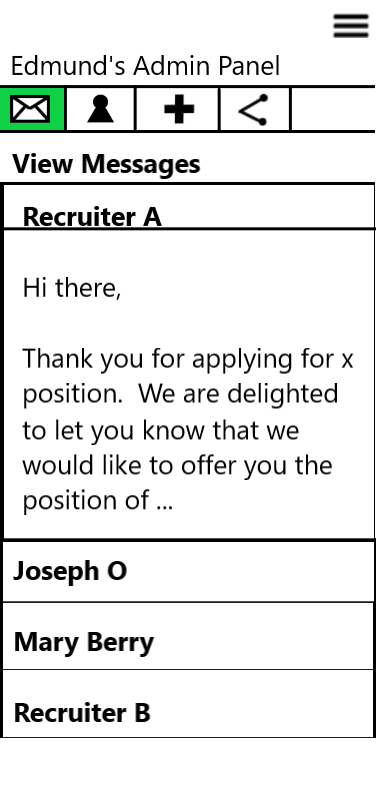 Edmund's Admin Panel
View Messages
Recruiter A
Hi there,
Thank you for applying for x
position.  We are delighted
to let you know that we
would like to offer you the
position of ...
Joseph O
Mary Berry
Recruiter B